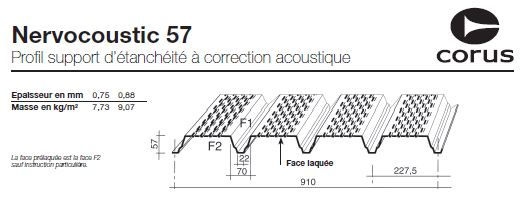 Nervocoustic 57
Profil support d'étanchéité à correction acoustique
corus
Epaisseur en mm 0,75 0,88
Masse en kg/m² 7,73 9,07
F1
F2
57
22
70
Face laquée
227,5
910
La face prélaquée est la face F2
sauf instruction particulière.